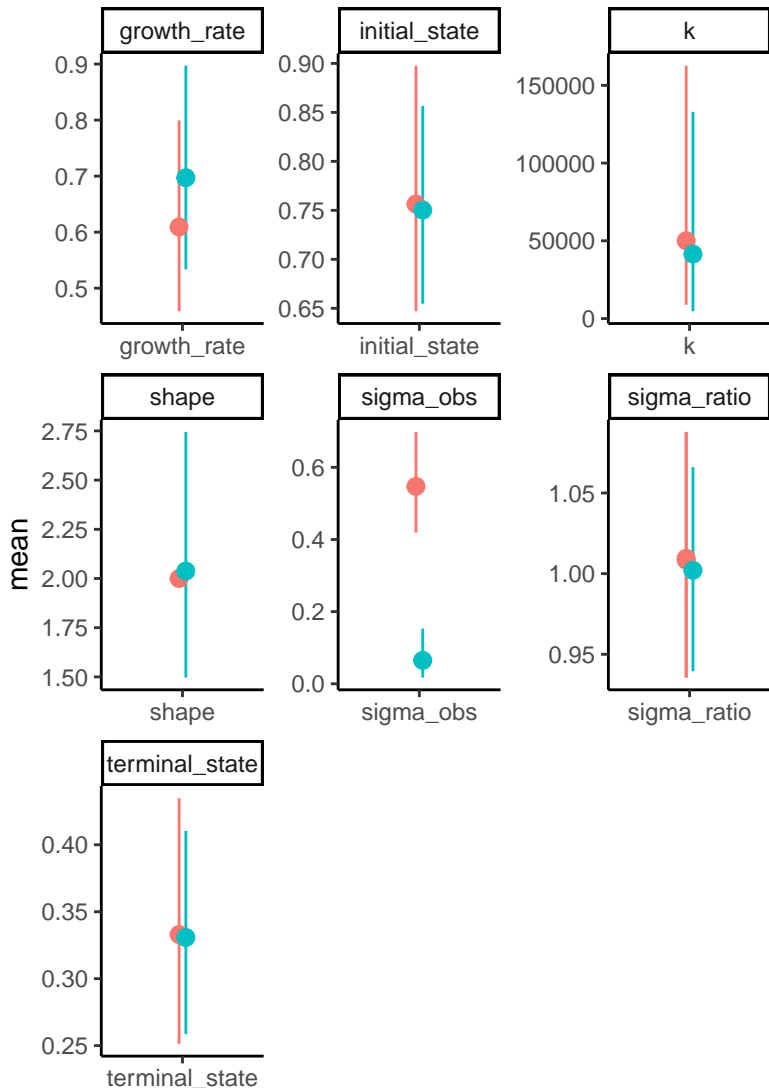 growth_rate
initial_state
k
0.9
0.8
0.7
0.6
0.5
growth_rate
0.90
0.85
0.80
0.75
0.70
0.65
initial_state
150000
100000
50000
0
k
mean
shape
sigma_obs
sigma_ratio
2.75
2.50
2.25
2.00
1.75
1.50
shape
0.6
0.4
0.2
0.0
sigma_obs
1.05
1.00
0.95
sigma_ratio
terminal_state
0.40
0.35
0.30
0.25
terminal_state